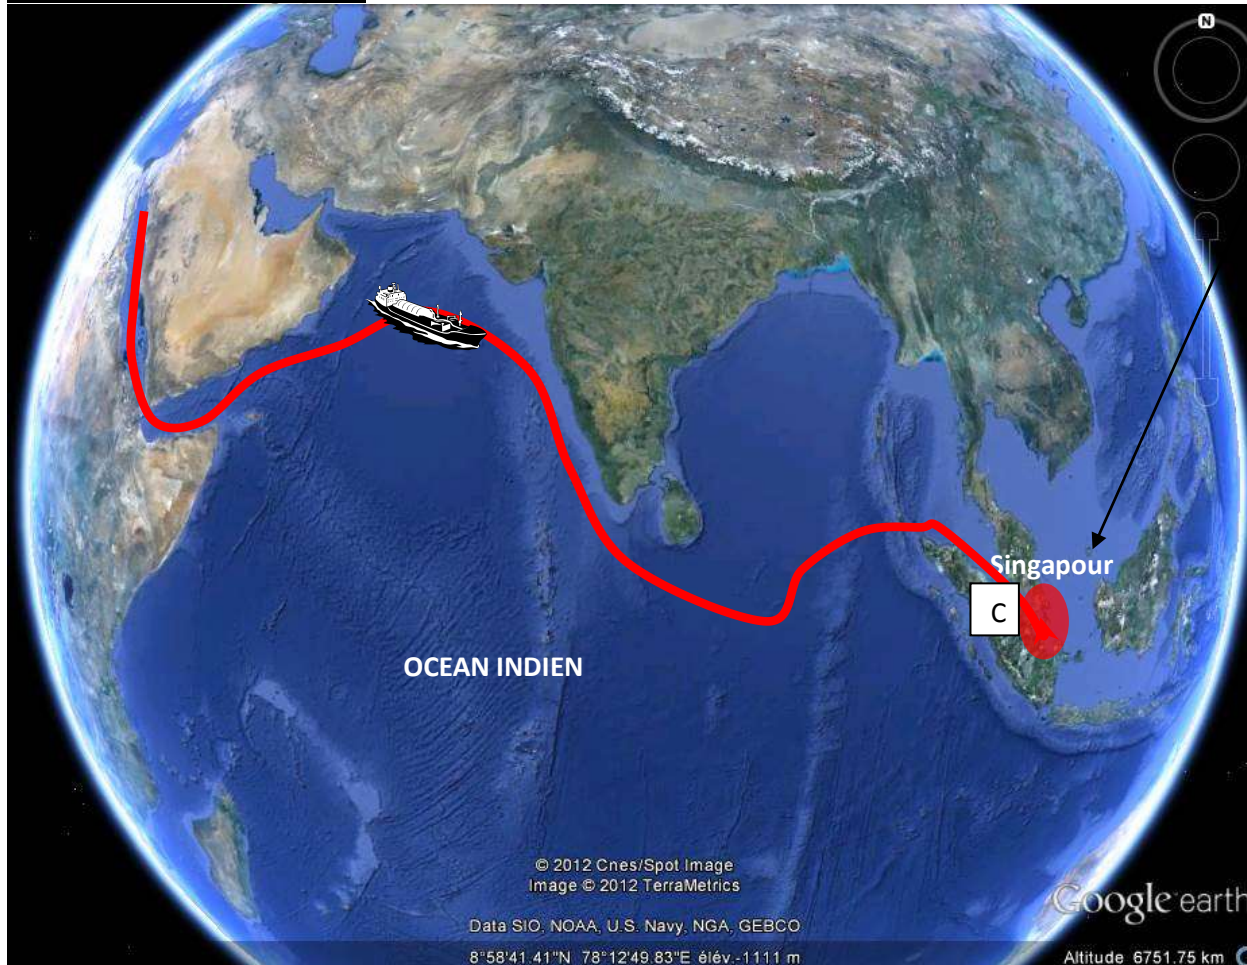 N
Singapour
C
OCEAN INDIEN
© 2012 Cnes/Spot Image
Image © 2012 TerraMetrics
Data SIO, NOAA, U.S. Navy, NGA, GEBCO
Google earth
8°58'41.41"N 78°12'49.83"E élév.-1111 m
Altitude 6751.75 km